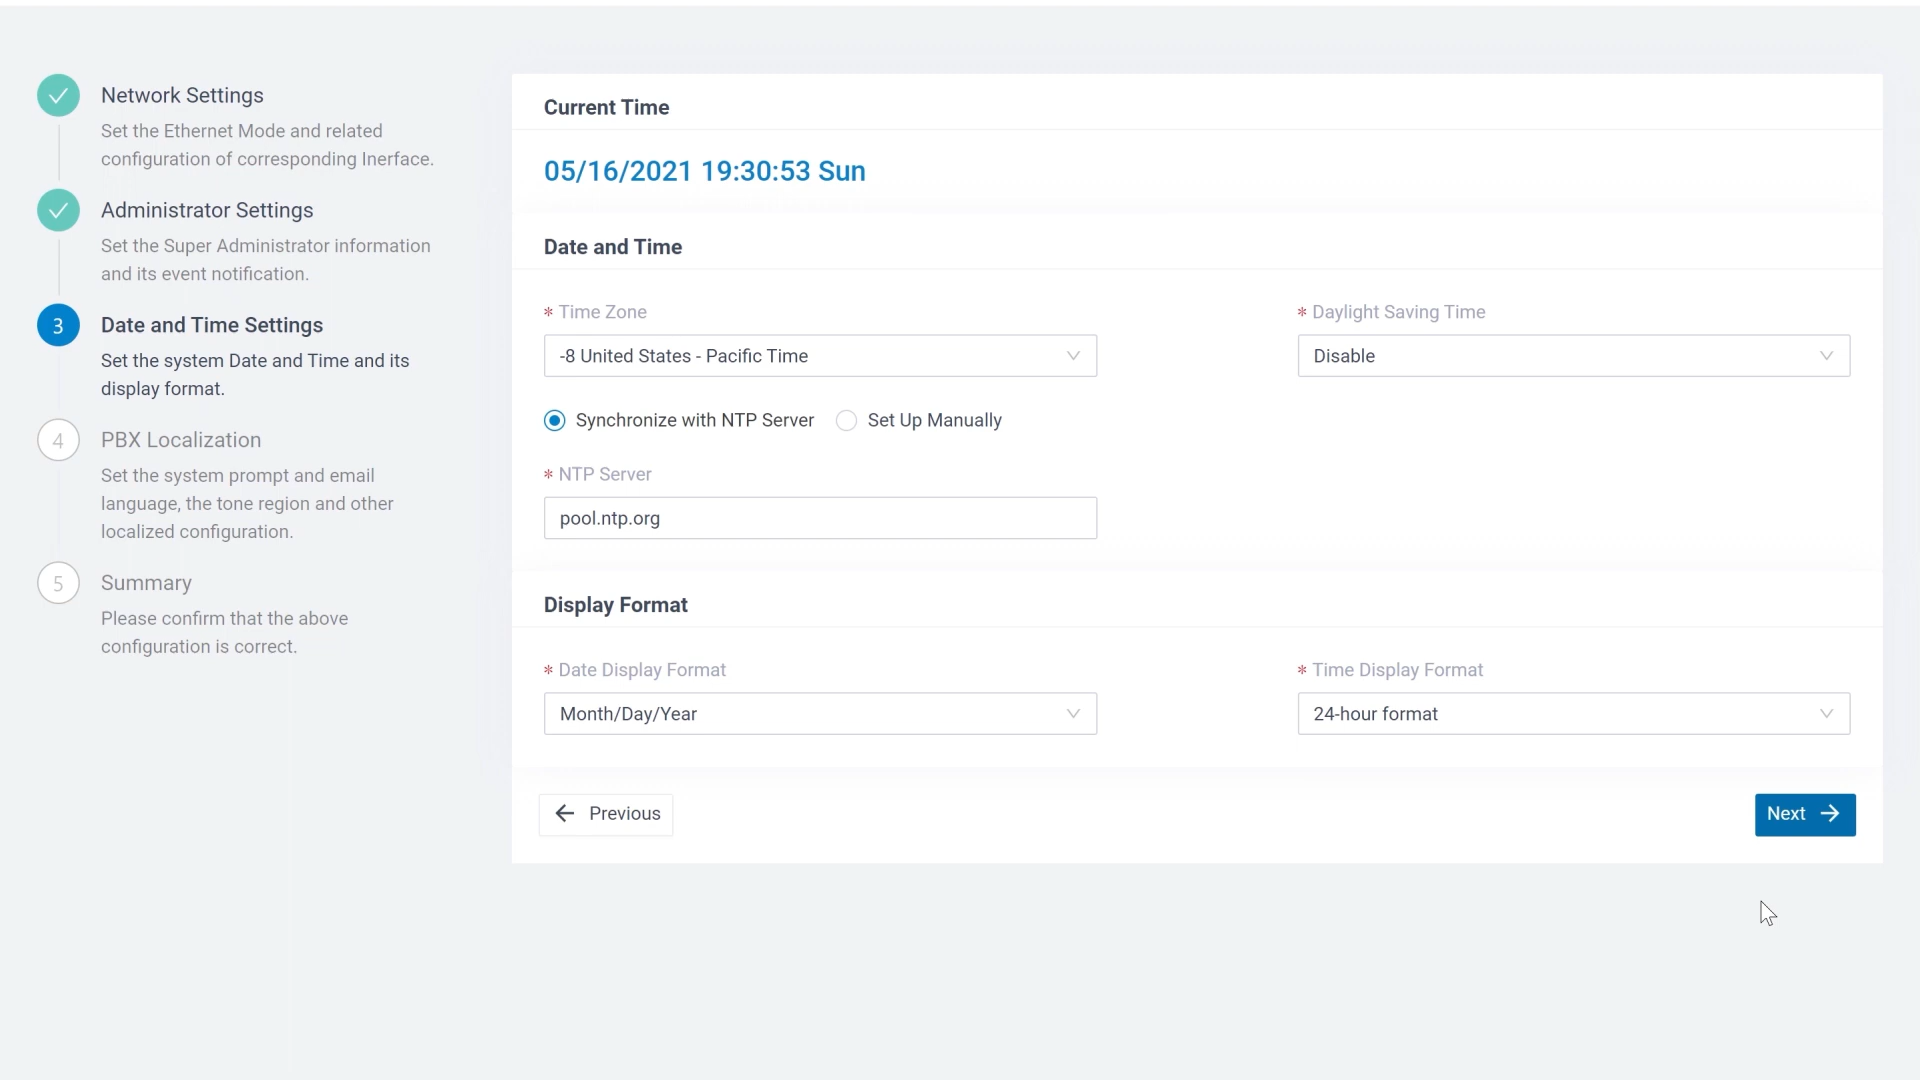 Network Settings
Set the Ethernet Mode and related
configuration of corresponding Inerface.
Administrator Settings
Set the Super Administrator information
and its event notification.
3
Date and Time Settings
Set the system Date and Time and its
display format.
4
PBX Localization
Set the system prompt and email
language, the tone region and other
localized configuration.
5
Summary
Please confirm that the above
configuration is correct.
Current Time
05/16/2021 19:30:53 Sun
Date and Time
* Time Zone
-8 United States - Pacific Time
* Daylight Saving Time
Disable
Synchronize with NTP Server
Set Up Manually
* NTP Server
pool.ntp.org
Display Format
* Date Display Format
Month/Day/Year
* Time Display Format
24-hour format
Previous
Next